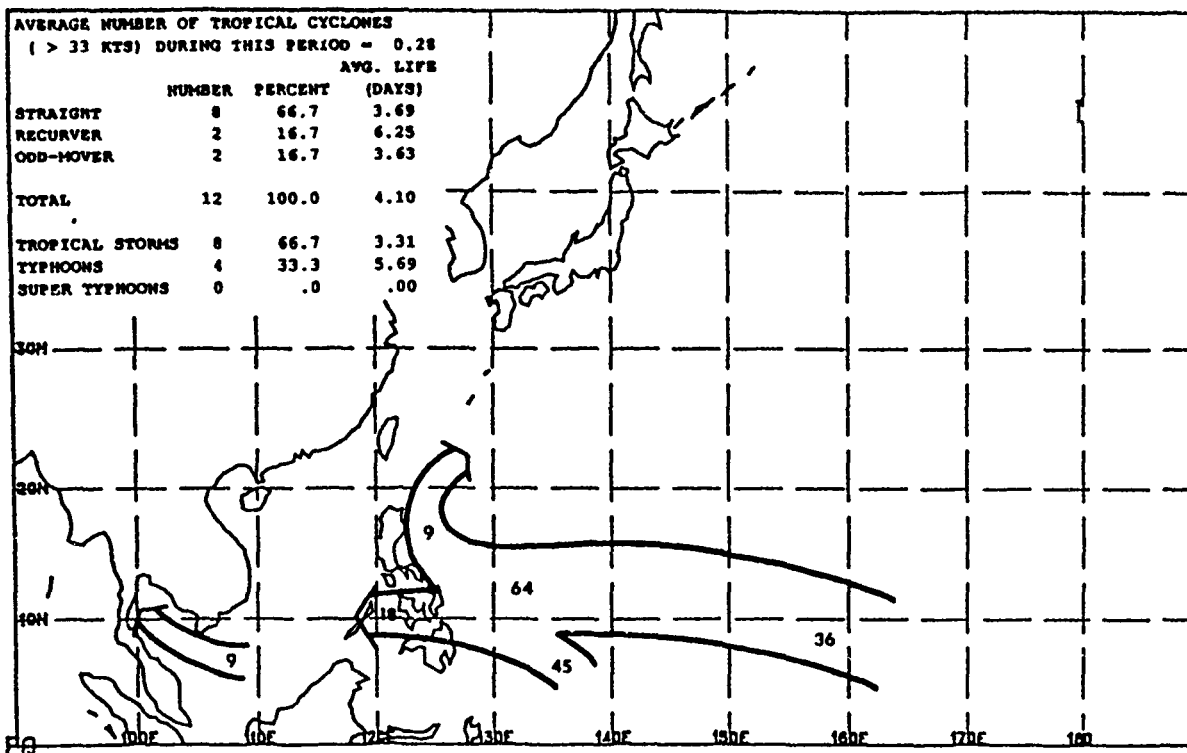 AVERAGE NUMBER OF TROPICAL CYCLONES
( > 33 KTS) DURING THIS PERIOD = 0.28
AVG. LIFE
NUMBER PERCENT (DAYS)
STRAIGHT 8 66.7 3.69
RECURVER 2 16.7 6.25
ODD-MOVER 2 16.7 3.63
TOTAL 12 100.0 4.10
TROPICAL STORMS 8 66.7 3.31
TYPHOONS 4 33.3 5.69
SUPER TYPHOONS 0 .0 .00
30N
20N
9
64
10N 18
36
9 45
EQ 100E 110E 120E 130E 140E 150E 160E 170E 180